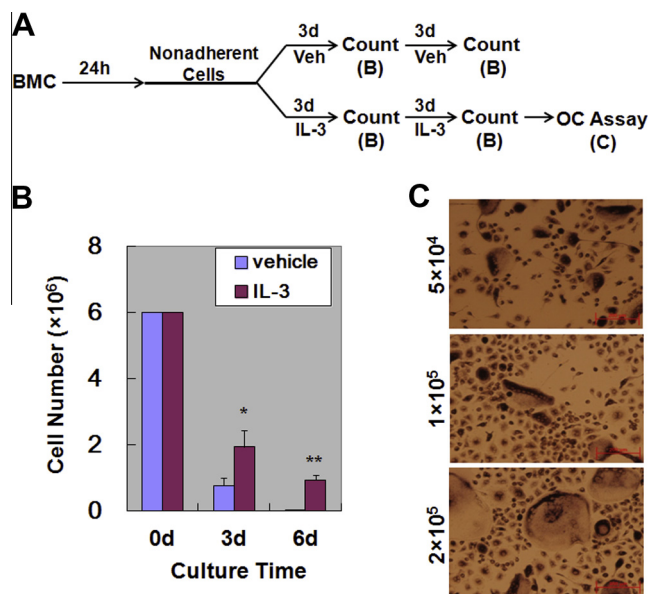 A
BMC
24h
Nonadherent
Cells
3d
Veh
Count
(B)
3d
Veh
Count
(B)
3d
IL-3
Count
(B)
3d
IL-3
Count
(B)
OC Assay
(C)
B
Cell Number (×10⁶)
8
6
4
2
0
vehicle
IL-3
*
**
0d
3d
6d
Culture Time
C
5×10⁴
1×10⁵
2×10⁵